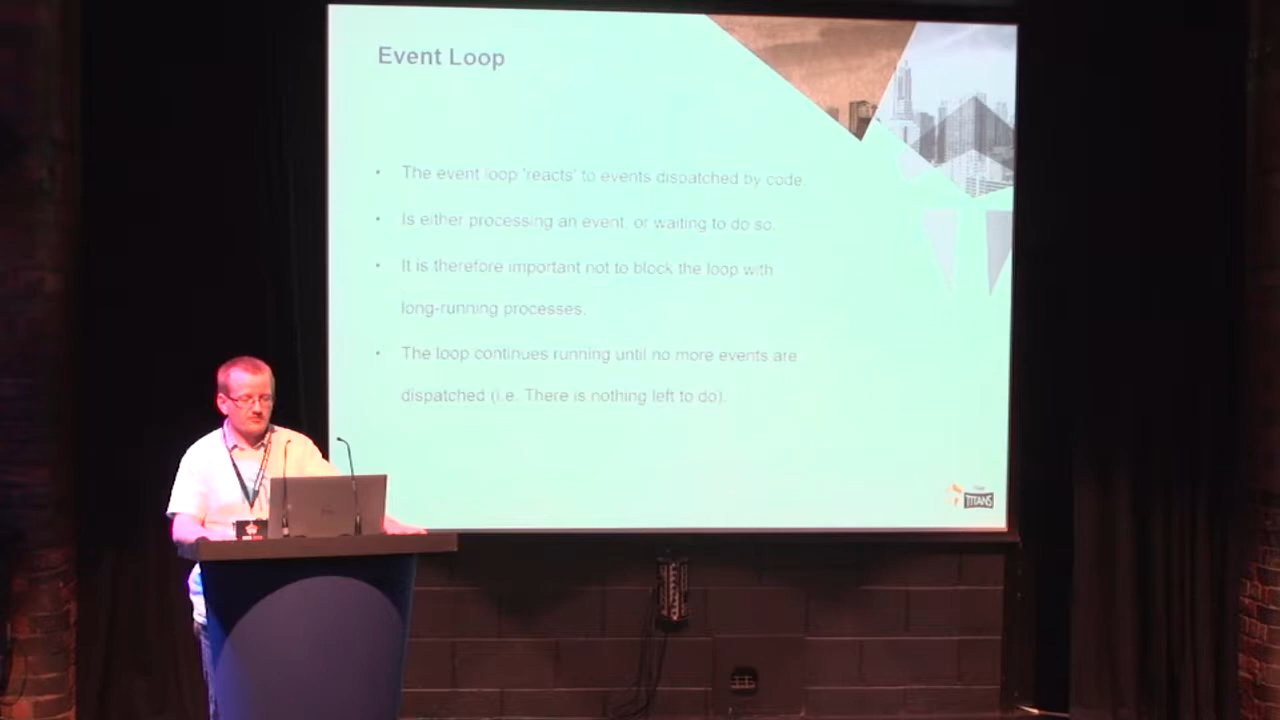 Event Loop
• The event loop 'reacts' to events dispatched by code.
• Is either processing an event, or waiting to do so.
• It is therefore important not to block the loop with
long-running processes.
• The loop continues running until no more events are
dispatched (i.e. There is nothing left to do).
TITANS